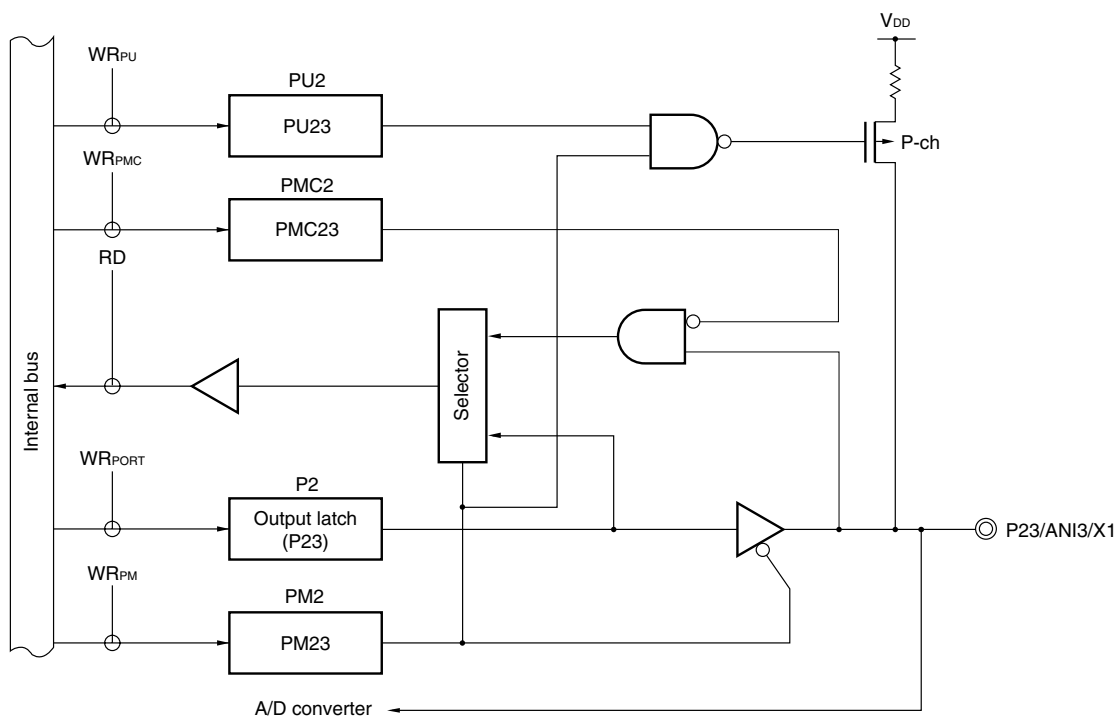 VDD
WRPU
PU2
PU23
P-ch
WRPMC
PMC2
PMC23
RD
Internal bus
Selector
WRPORT
P2
Output latch
(P23)
P23/ANI3/X1
WRPM
PM2
PM23
A/D converter